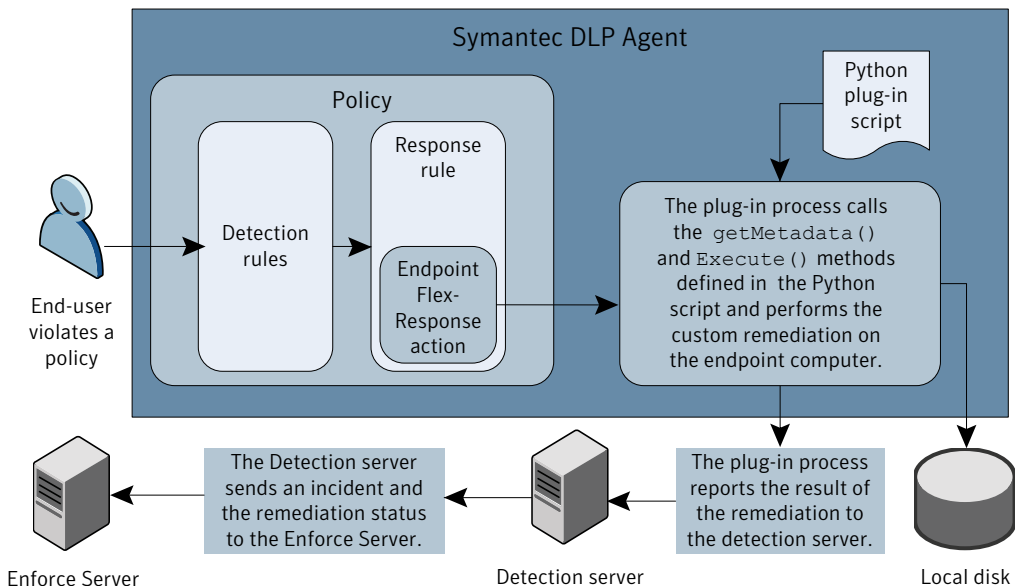 Symantec DLP Agent
Policy
Python
plug-in
script
Response
rule
Detection
rules
Endpoint
Flex-
Response
action
The plug-in process calls
the getMetadata()
and Execute() methods
defined in the Python
script and performs the
custom remediation on
the endpoint computer.
End-user
violates a
policy
The Detection server
sends an incident and
the remediation status
to the Enforce Server.
The plug-in process
reports the result of
the remediation to
the detection server.
Enforce Server
Detection server
Local disk